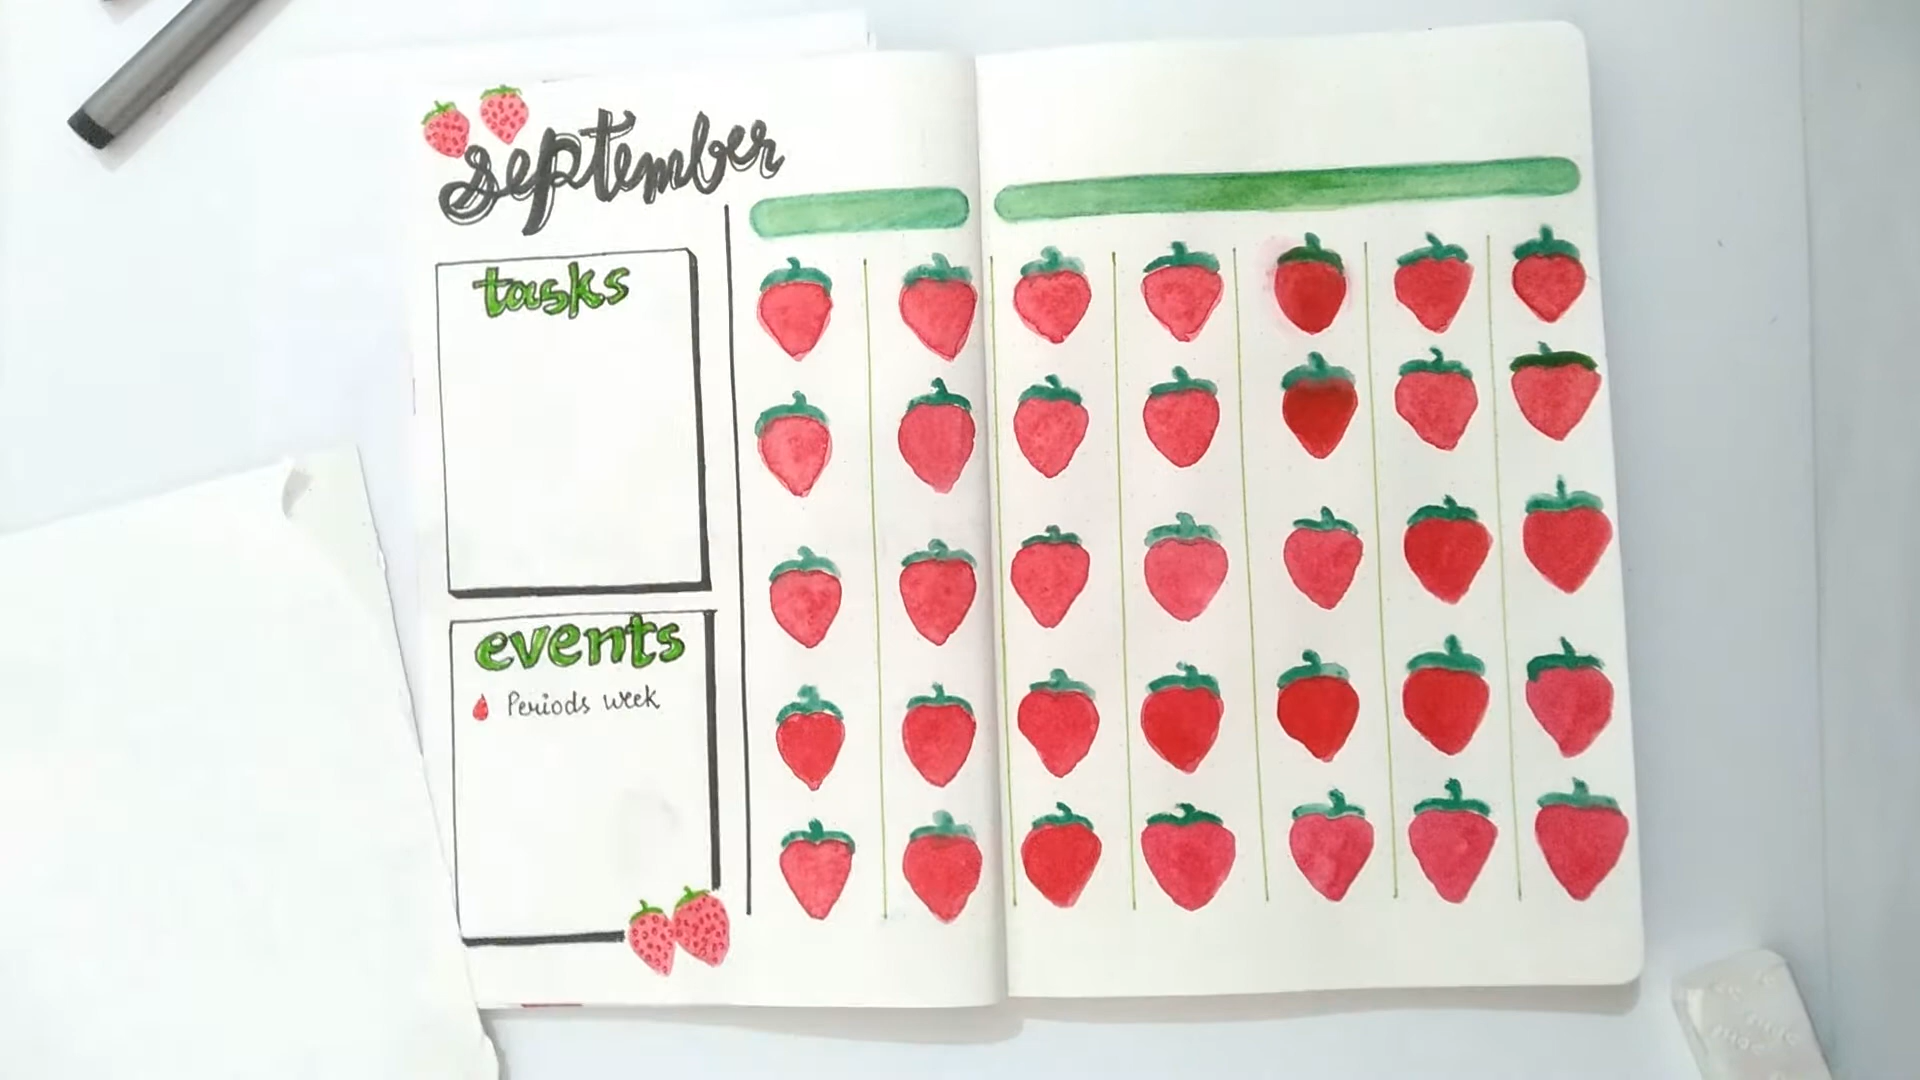 september
tasks
events
Periods week